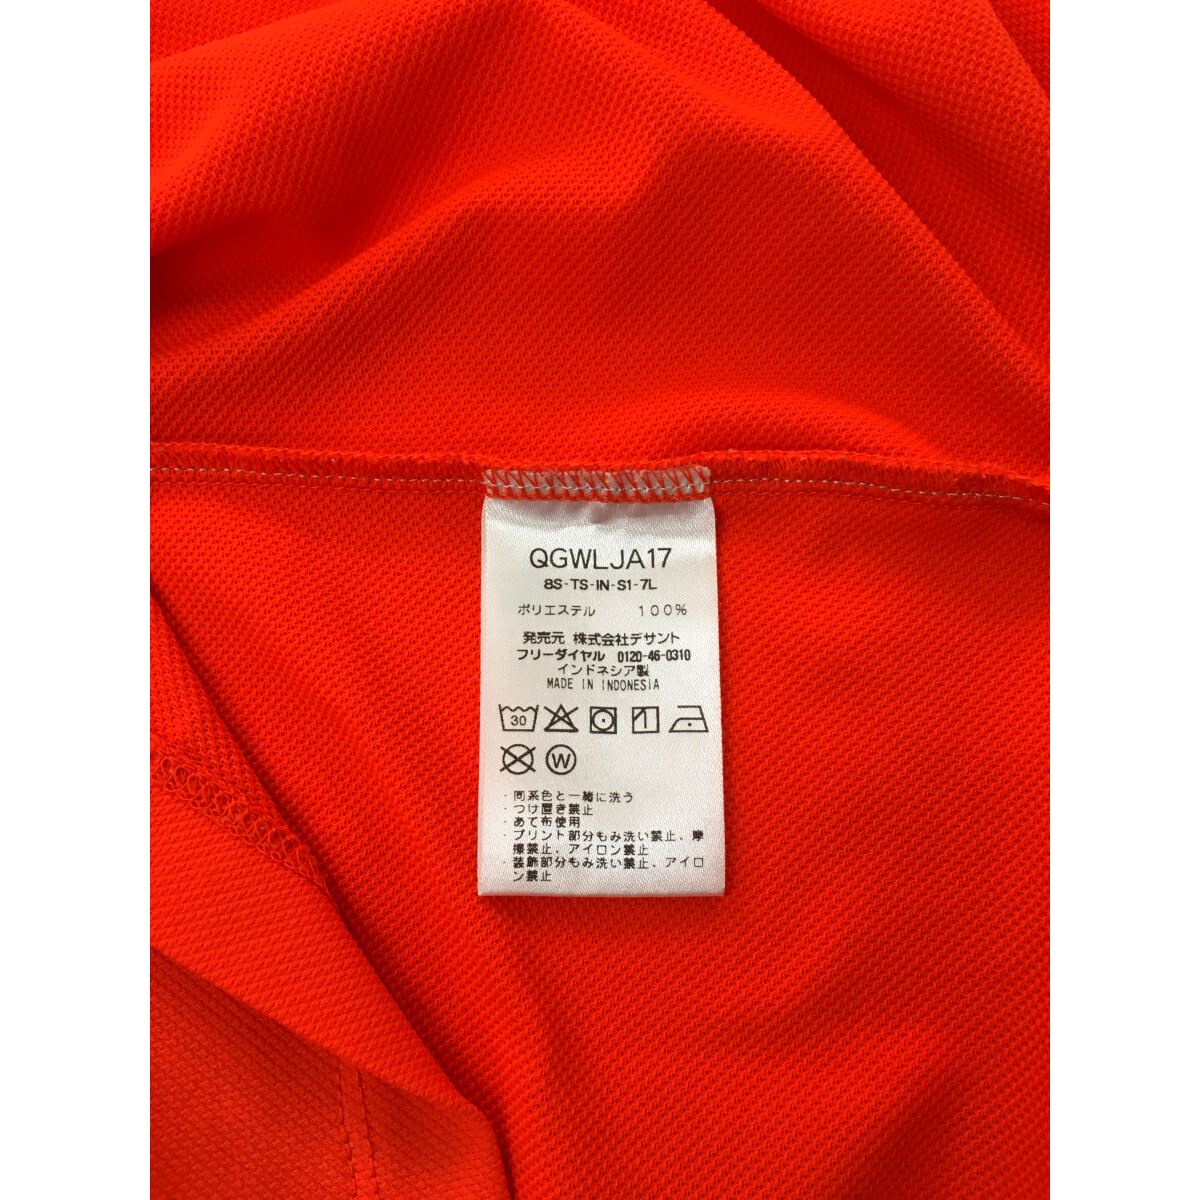 QGWLJA17
8S-TS-IN-S1-7L
ポリエステル 100%
発売元 株式会社デサント
フリーダイヤル 0120-46-0310
インドネシア製
MADE IN INDONESIA
30
W
・同系色と一緒に洗う
・つけ置き禁止
・あて布使用
・プリント部分もみ洗い禁止、摩
擦禁止、アイロン禁止
・装飾部分もみ洗い禁止、アイロ
ン禁止